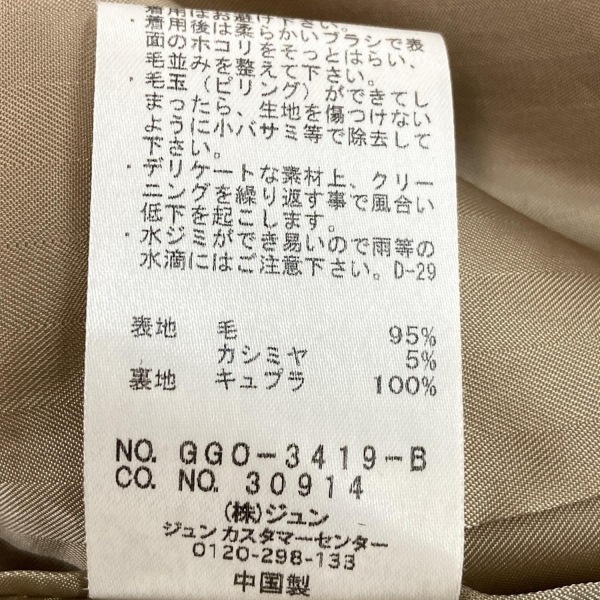 着用はお避け下さい。
・着用後は柔らかいブラシで表
面のホコリをそっとはらい、
毛並みを整えて下さい。
・毛玉（ピリング）ができてし
まったら、生地を傷つけない
ように小バサミ等で除去して
下さい。
・デリケートな素材上、クリー
ニングを繰り返す事で風合い
低下を起こします。
・水ジミができ易いので雨等の
水滴にはご注意下さい。D-29
表地 毛 95%
カシミヤ 5%
裏地 キュプラ 100%
NO. GGO-3419-B
CO. NO. 30914
(株)ジュン
ジュン カスタマーセンター
0120-298-133
中国製